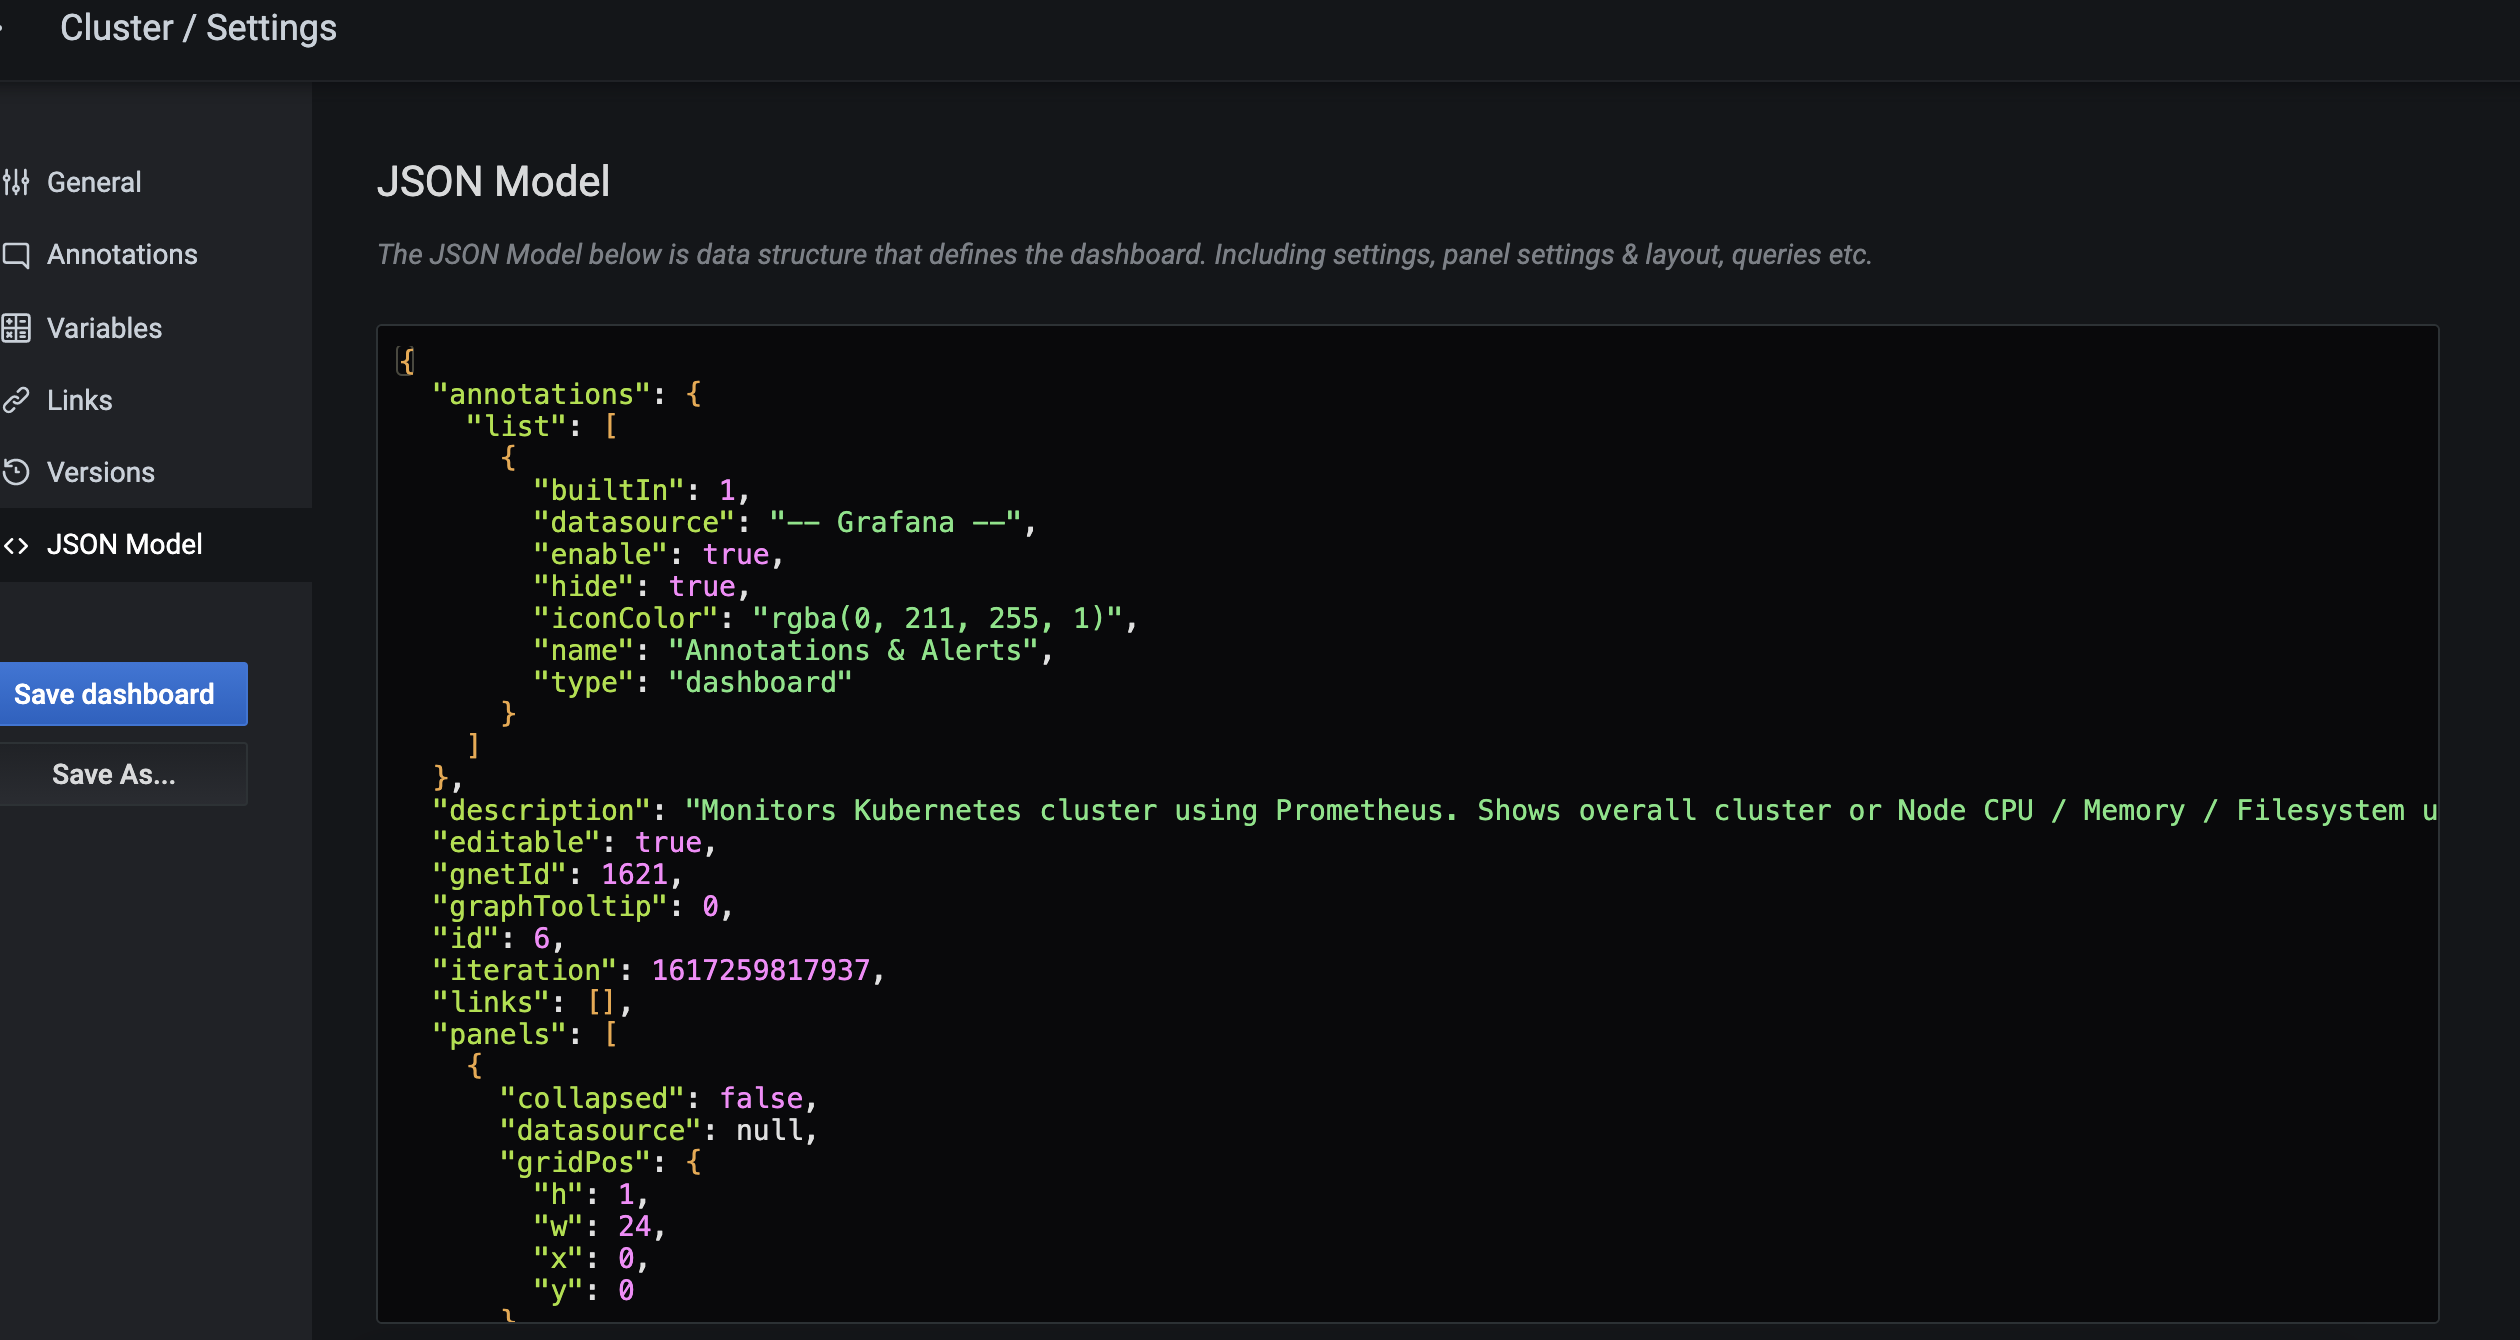 Cluster / Settings
General
Annotations
Variables
Links
Versions
JSON Model
Save dashboard
Save As...
JSON Model
The JSON Model below is data structure that defines the dashboard. Including settings, panel settings & layout, queries etc.
{
  "annotations": {
    "list": [
      {
        "builtIn": 1,
        "datasource": "-- Grafana --",
        "enable": true,
        "hide": true,
        "iconColor": "rgba(0, 211, 255, 1)",
        "name": "Annotations & Alerts",
        "type": "dashboard"
      }
    ]
  },
  "description": "Monitors Kubernetes cluster using Prometheus. Shows overall cluster or Node CPU / Memory / Filesystem u
  "editable": true,
  "gnetId": 1621,
  "graphTooltip": 0,
  "id": 6,
  "iteration": 1617259817937,
  "links": [],
  "panels": [
    {
      "collapsed": false,
      "datasource": null,
      "gridPos": {
        "h": 1,
        "w": 24,
        "x": 0,
        "y": 0
      }